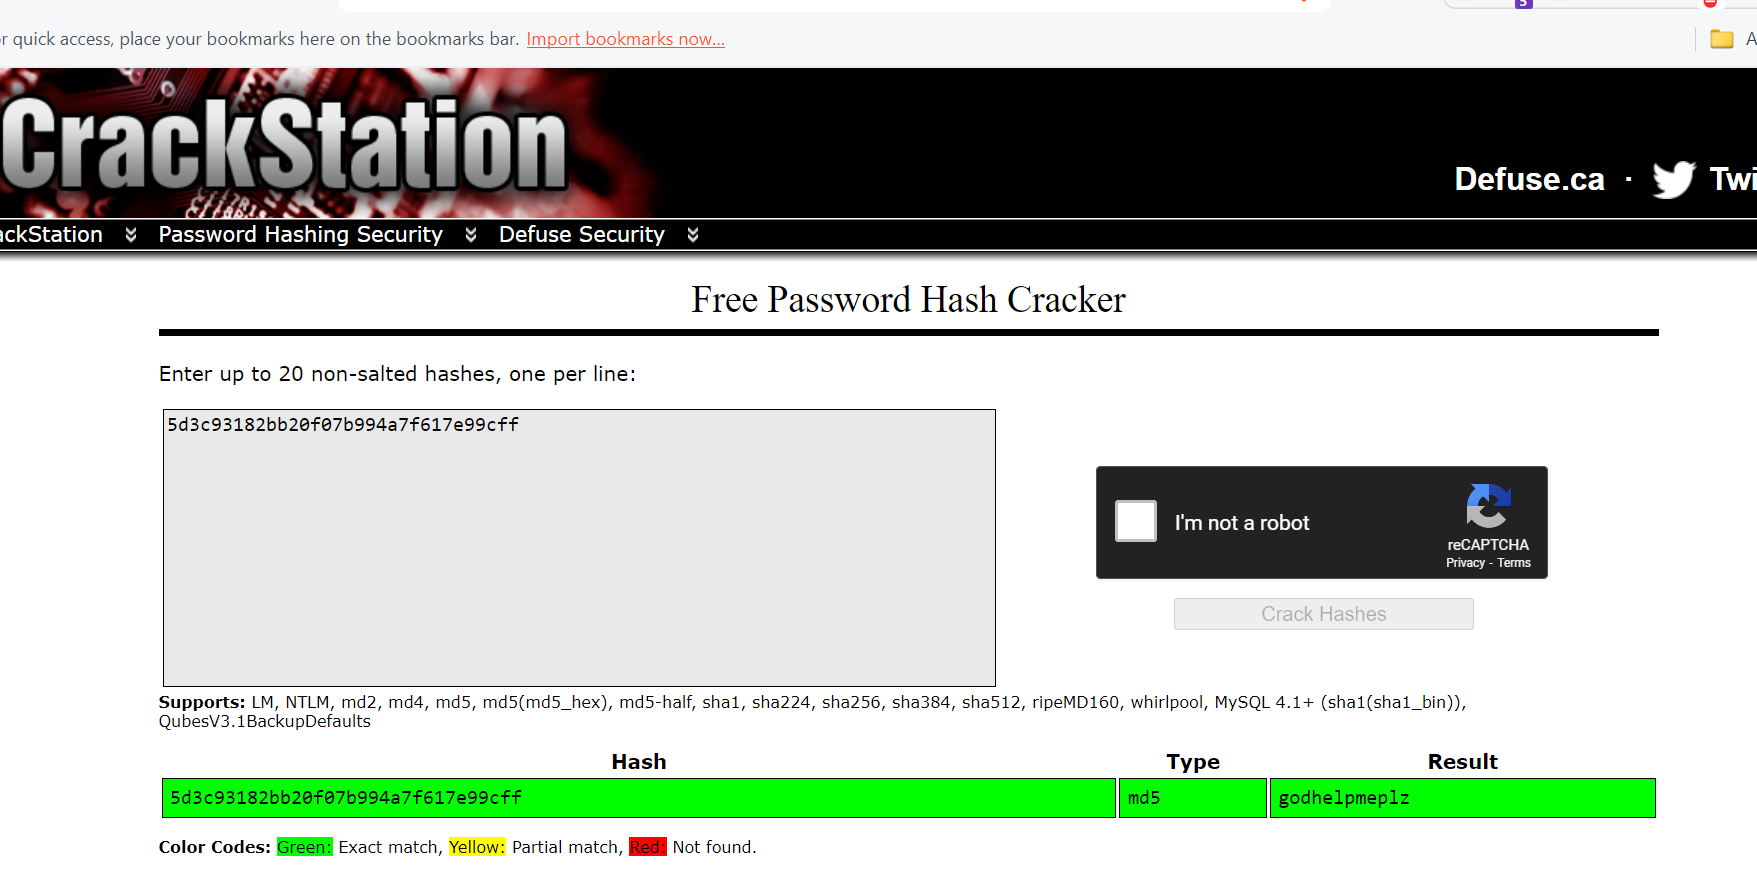 5
r quick access, place your bookmarks here on the bookmarks bar. Import bookmarks now...
A
CrackStation
Defuse.ca · Twi
ackStation Password Hashing Security Defuse Security
Free Password Hash Cracker
Enter up to 20 non-salted hashes, one per line:
5d3c93182bb20f07b994a7f617e99cff
I'm not a robot
reCAPTCHA
Privacy - Terms
Crack Hashes
Supports: LM, NTLM, md2, md4, md5, md5(md5_hex), md5-half, sha1, sha224, sha256, sha384, sha512, ripeMD160, whirlpool, MySQL 4.1+ (sha1(sha1_bin)),
QubesV3.1BackupDefaults
Hash Type Result
5d3c93182bb20f07b994a7f617e99cff md5 godhelpmeplz
Color Codes: Green: Exact match, Yellow: Partial match, Red: Not found.